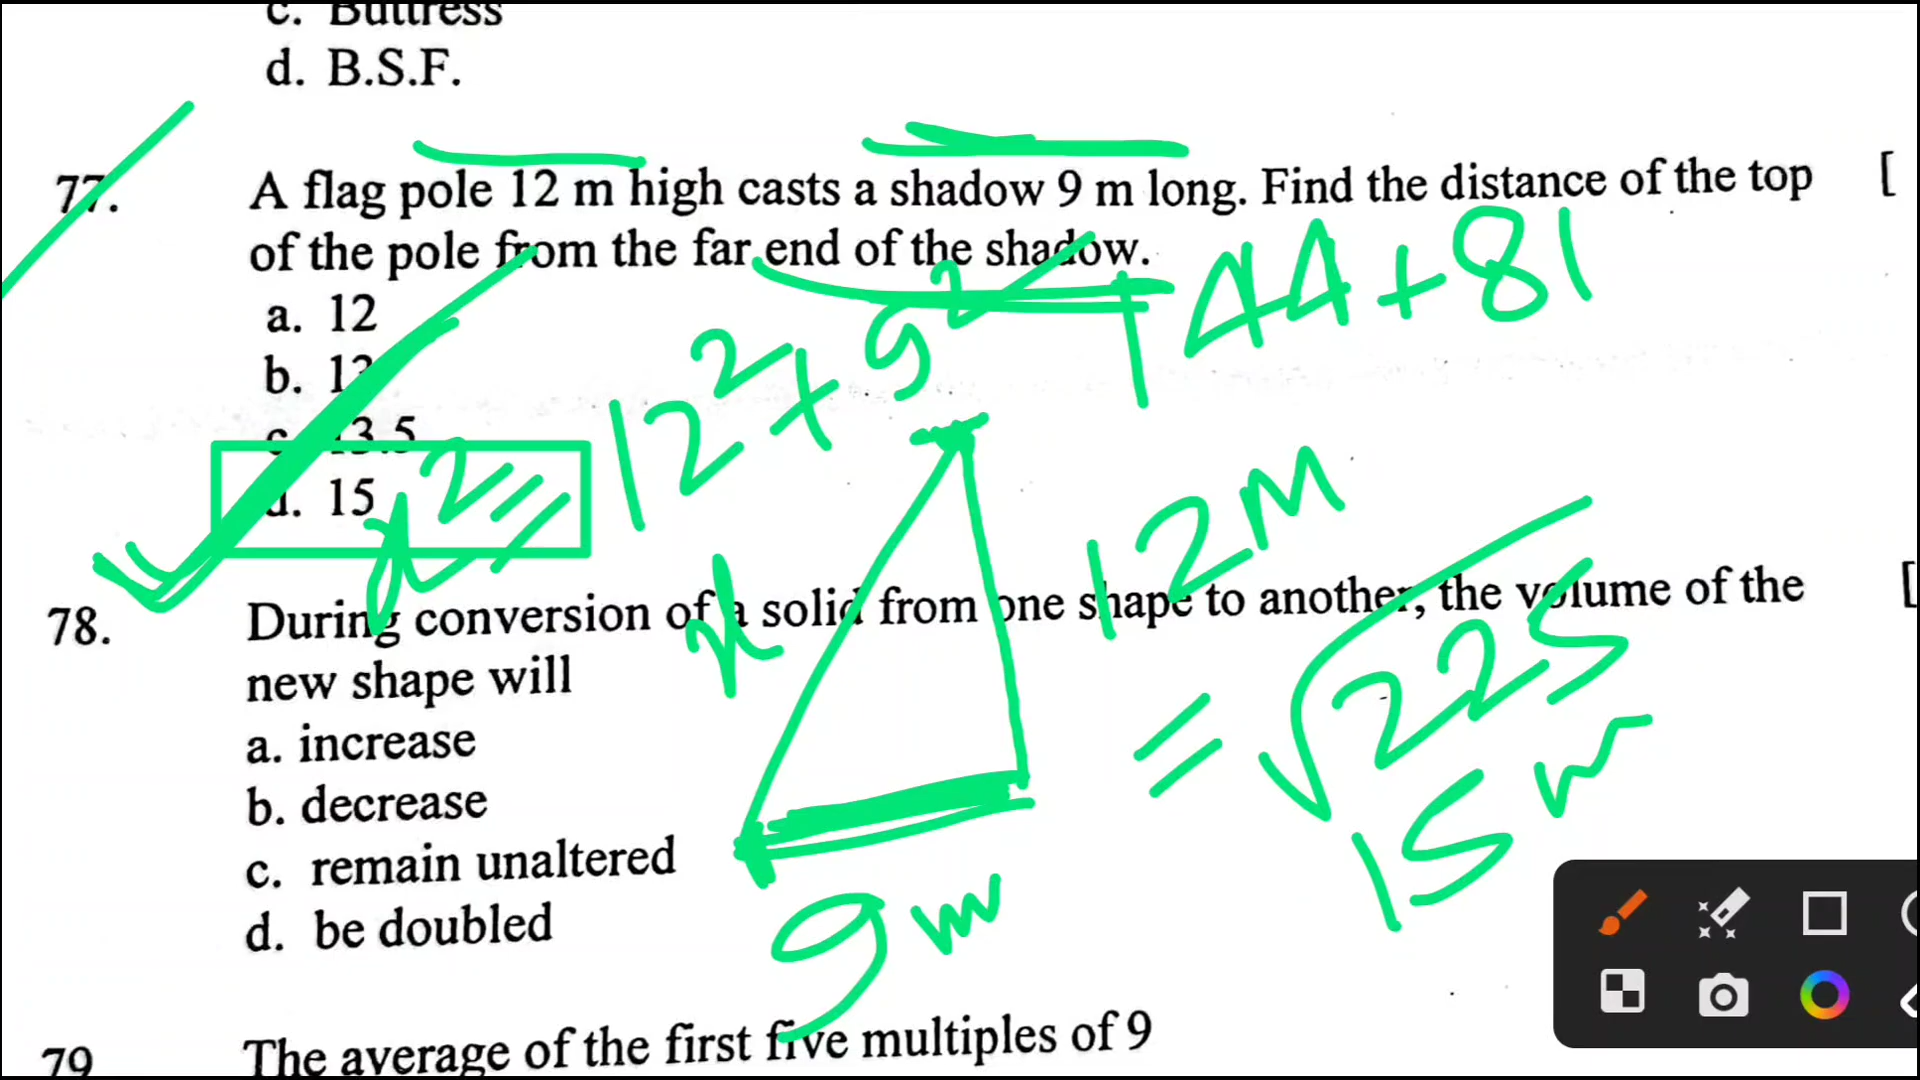 c. Buttress
d. B.S.F.
77. A flag pole 12 m high casts a shadow 9 m long. Find the distance of the top [
of the pole from the far end of the shadow.
144+81
a. 12
12²+9²
b. 13
c. 13.5
d. 15
x²=
12m
x
78. During conversion of a solid from one shape to another, the volume of the [
new shape will
=√225
a. increase
b. decrease
15m
c. remain unaltered
9m
d. be doubled
79 The average of the first five multiples of 9